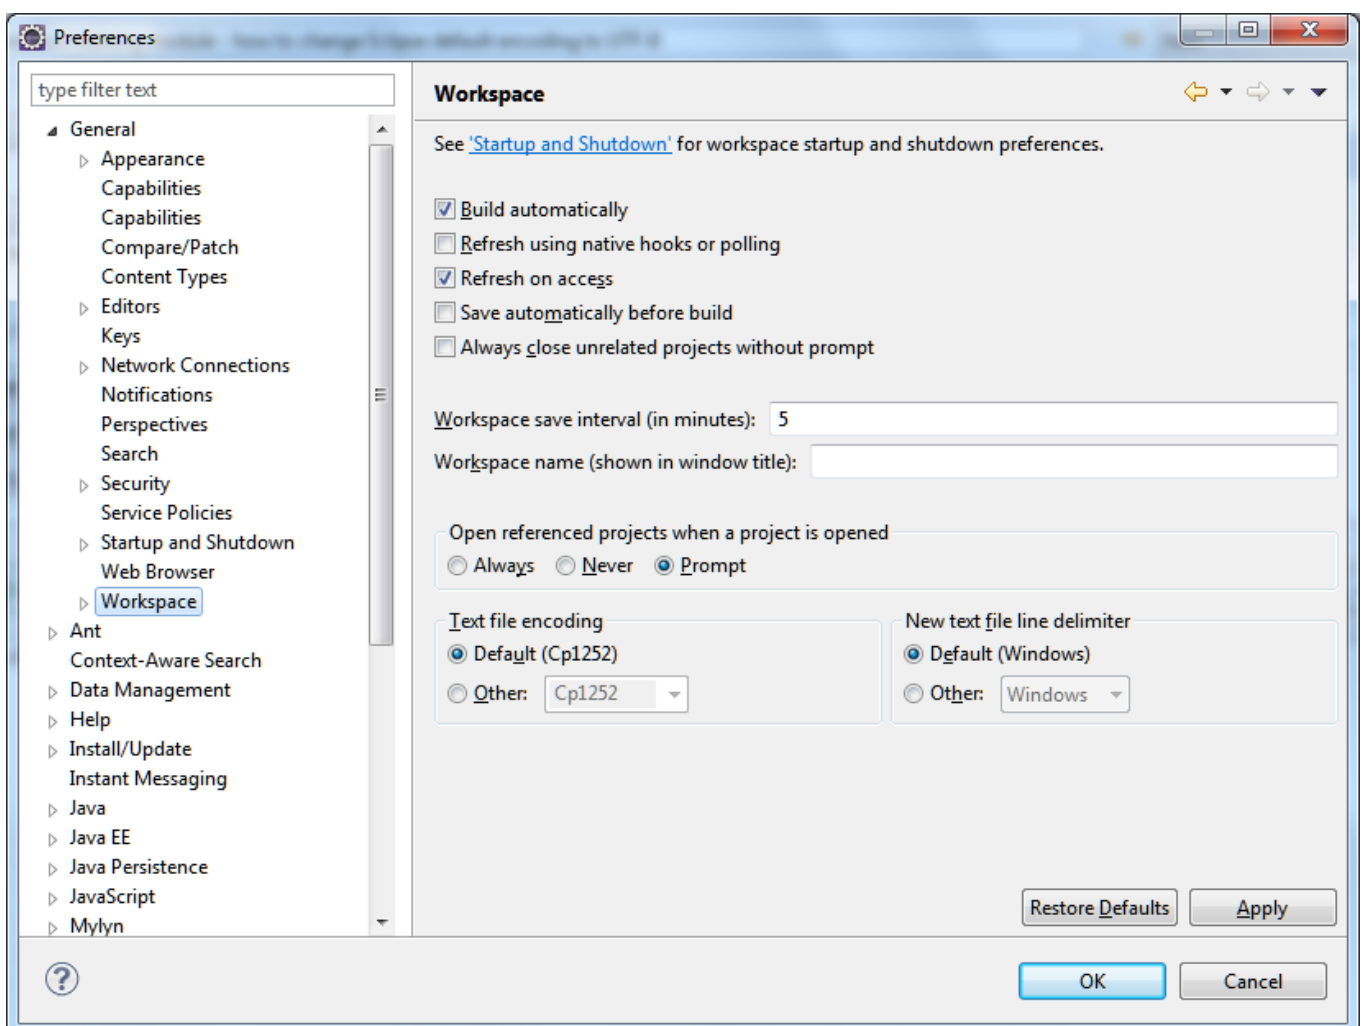 Preferences
type filter text
General
Appearance
Capabilities
Capabilities
Compare/Patch
Content Types
Editors
Keys
Network Connections
Notifications
Perspectives
Search
Security
Service Policies
Startup and Shutdown
Web Browser
Workspace
Ant
Context-Aware Search
Data Management
Help
Install/Update
Instant Messaging
Java
Java EE
Java Persistence
JavaScript
Mylyn
Workspace
See 'Startup and Shutdown' for workspace startup and shutdown preferences.
Build automatically
Refresh using native hooks or polling
Refresh on access
Save automatically before build
Always close unrelated projects without prompt
Workspace save interval (in minutes): 5
Workspace name (shown in window title):
Open referenced projects when a project is opened
Always Never Prompt
Text file encoding
Default (Cp1252)
Other: Cp1252
New text file line delimiter
Default (Windows)
Other: Windows
Restore Defaults Apply
OK Cancel